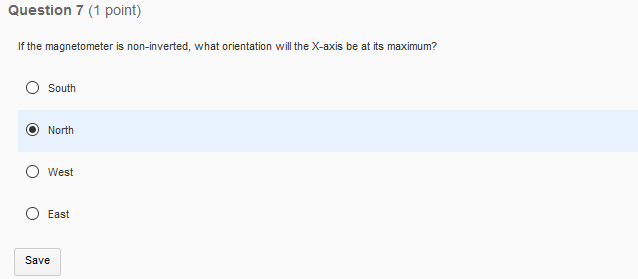 Question 7 (1 point)
If the magnetometer is non-inverted, what orientation will the X-axis be at its maximum?
South
North
West
East
Save